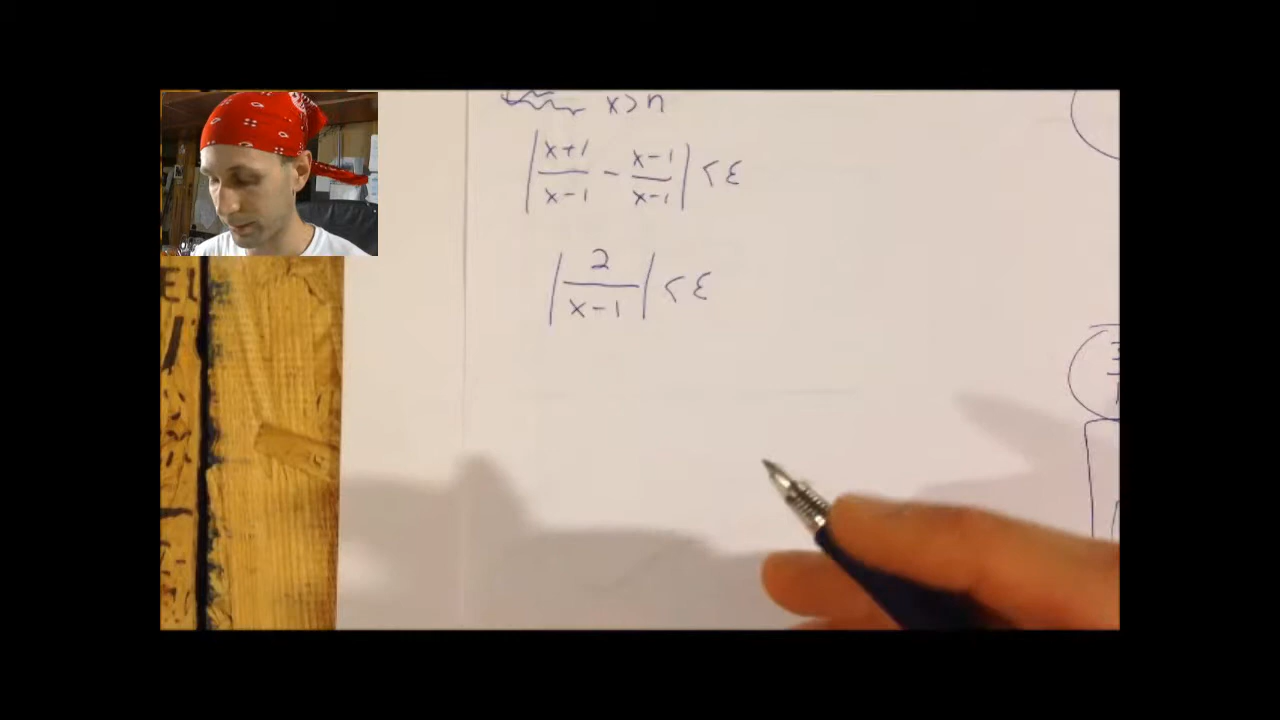 x>n
|x+1/x-1 - x-1/x-1| < ε
|2/x-1| < ε